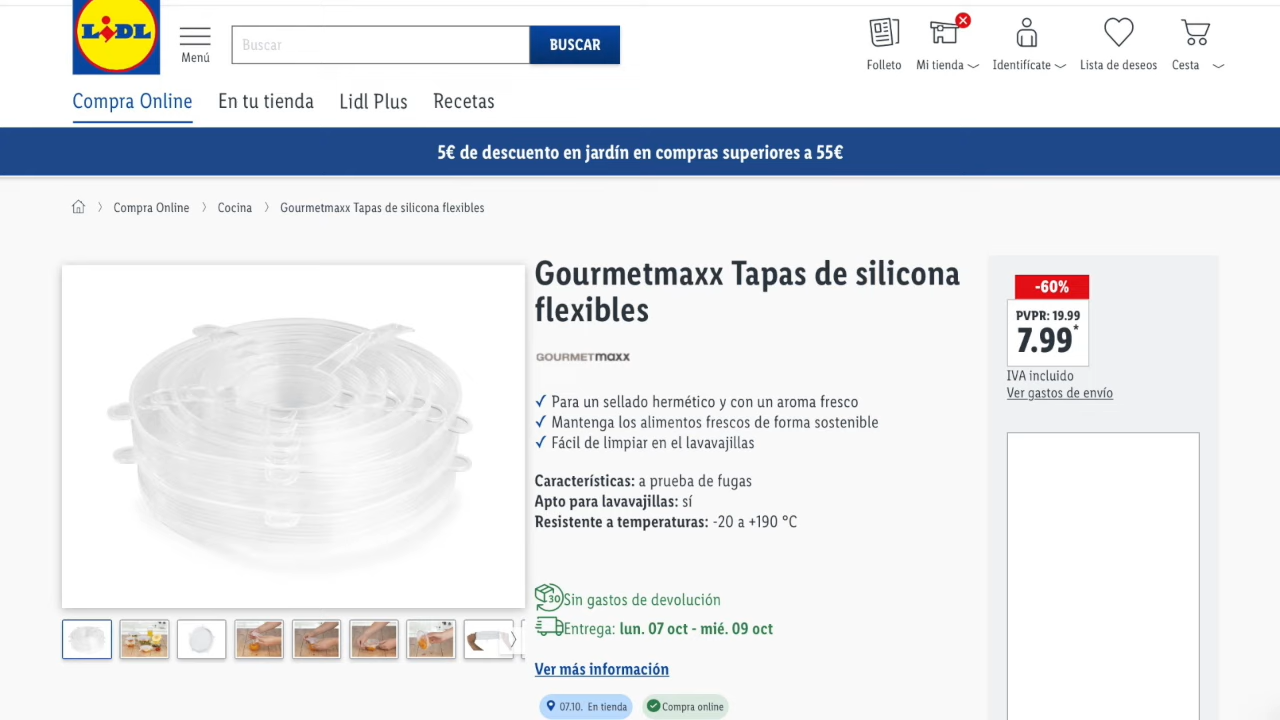 LIDL
Menú
Buscar
BUSCAR
Folleto
Mi tienda
Identifícate
Lista de deseos
Cesta
Compra Online
En tu tienda
Lidl Plus
Recetas
5€ de descuento en jardín en compras superiores a 55€
Compra Online
Cocina
Gourmetmaxx Tapas de silicona flexibles
Gourmetmaxx Tapas de silicona
flexibles
GOURMETmaxx
Para un sellado hermético y con un aroma fresco
Mantenga los alimentos frescos de forma sostenible
Fácil de limpiar en el lavavajillas
Características: a prueba de fugas
Apto para lavavajillas: sí
Resistente a temperaturas: -20 a +190 °C
30
Sin gastos de devolución
Entrega: lun. 07 oct - mié. 09 oct
Ver más información
07.10. En tienda
Compra online
-60%
PVPR: 19.99
7.99*
IVA incluido
Ver gastos de envío